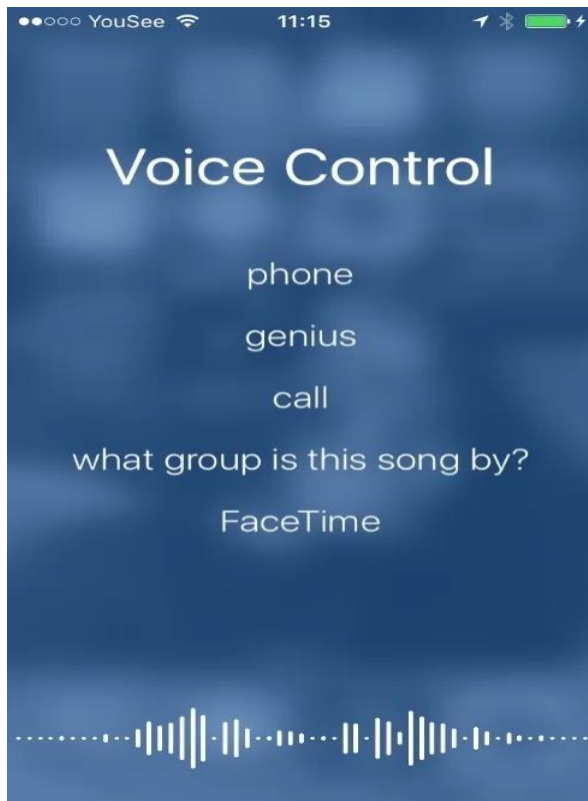 YouSee 11:15
Voice Control
phone
genius
call
what group is this song by?
FaceTime